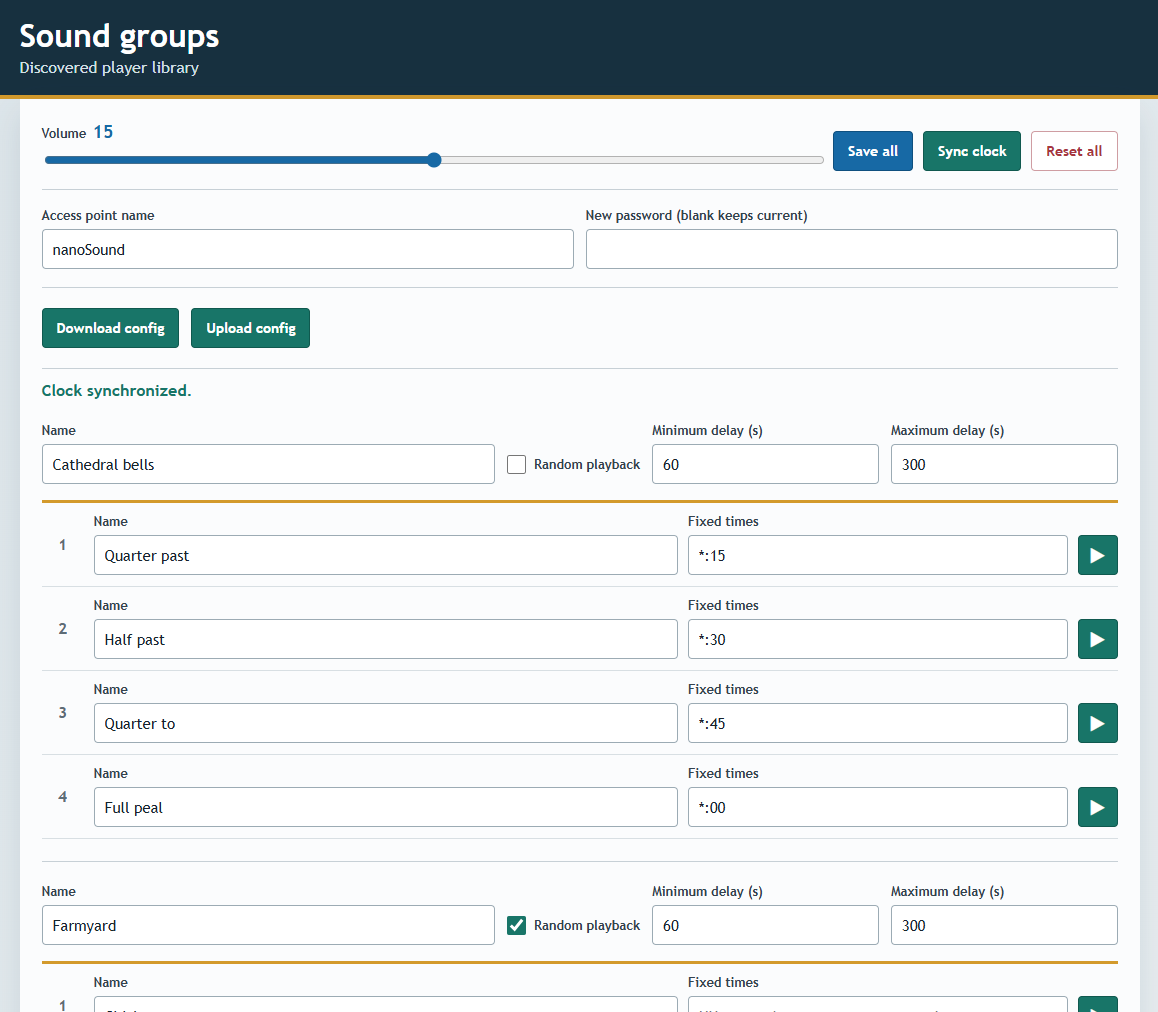 Sound groups
Discovered player library
Volume 15
Save all
Sync clock
Reset all
Access point name
New password (blank keeps current)
nanoSound
Download config
Upload config
Clock synchronized.
Name
Minimum delay (s)
Maximum delay (s)
Cathedral bells
Random playback
60
300
Name
Fixed times
1
Quarter past
*:15
Name
Fixed times
2
Half past
*:30
Name
Fixed times
3
Quarter to
*:45
Name
Fixed times
4
Full peal
*:00
Name
Minimum delay (s)
Maximum delay (s)
Farmyard
Random playback
60
300
Name
Fixed times
1